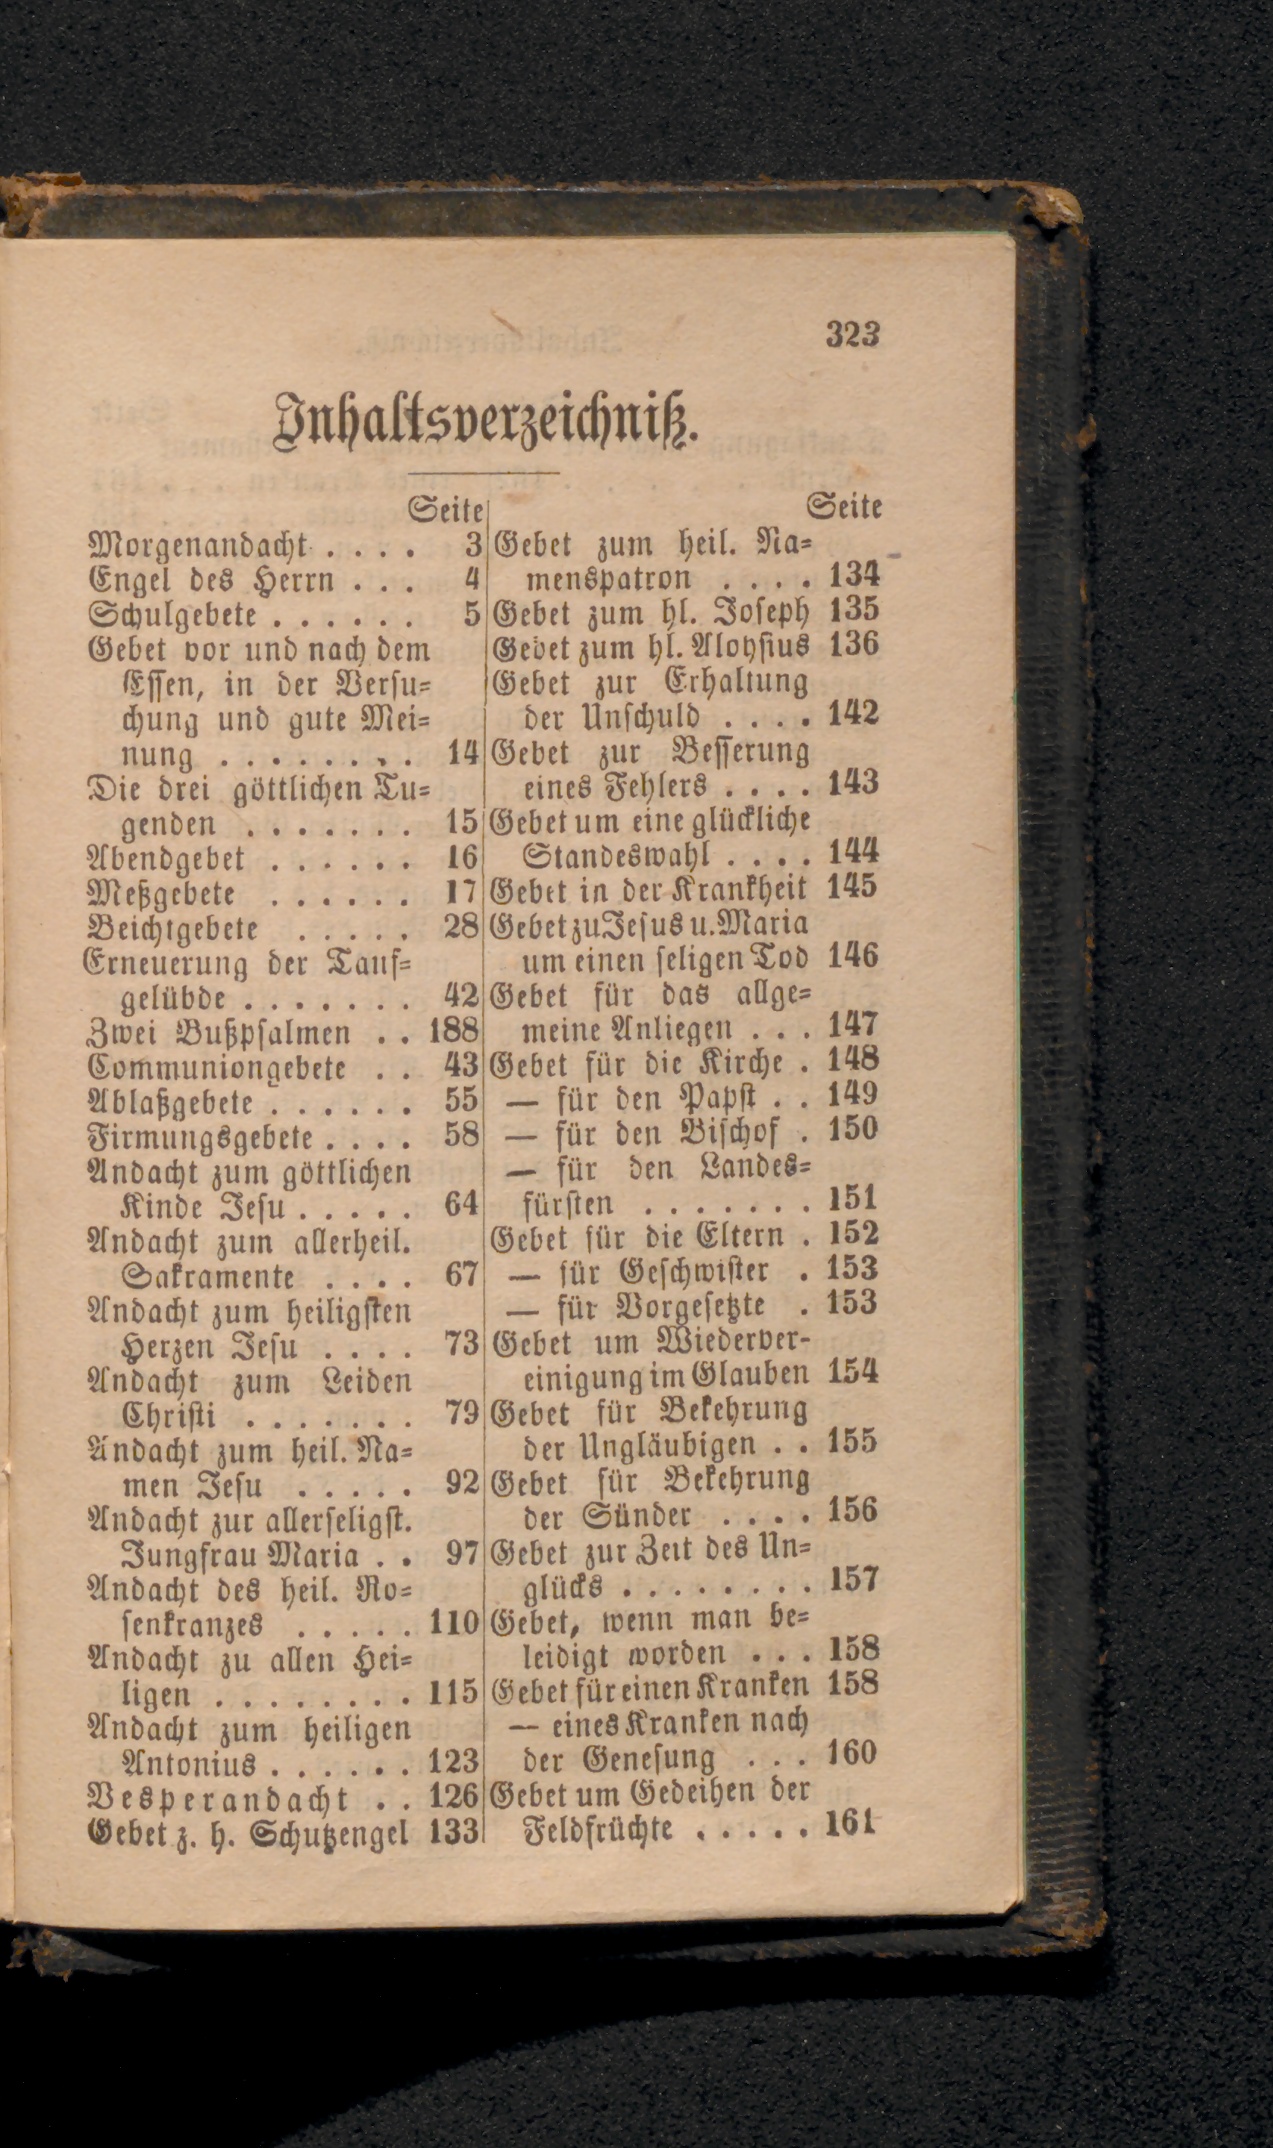 323
Inhaltsverzeichniß.
Seite
Morgenandacht . . . . 3
Engel des Herrn . . . 4
Schulgebete . . . . . . 5
Gebet vor und nach dem
Essen, in der Versu=
chung und gute Mei=
nung . . . . . . . . 14
Die drei göttlichen Tu=
genden . . . . . . . 15
Abendgebet . . . . . . 16
Meßgebete . . . . . . 17
Beichtgebete . . . . . 28
Erneuerung der Tauf=
gelübde . . . . . . . 42
Zwei Bußpsalmen . . 188
Communiongebete . . 43
Ablaßgebete . . . . . . 55
Firmungsgebete . . . . 58
Andacht zum göttlichen
Kinde Jesu . . . . . 64
Andacht zum allerheil.
Sakramente . . . . 67
Andacht zum heiligsten
Herzen Jesu . . . . 73
Andacht zum Leiden
Christi . . . . . . . 79
Andacht zum heil. Na=
men Jesu . . . . . 92
Andacht zur allerseligst.
Jungfrau Maria . . 97
Andacht des heil. Ro=
senkranzes . . . . . 110
Andacht zu allen Hei=
ligen . . . . . . . . 115
Andacht zum heiligen
Antonius . . . . . . 123
Vesperandacht . . 126
Gebet z. h. Schutzengel 133
Seite
Gebet zum heil. Na=
menspatron . . . . 134
Gebet zum hl. Joseph 135
Gebet zum hl. Aloysius 136
Gebet zur Erhaltung
der Unschuld . . . . 142
Gebet zur Besserung
eines Fehlers . . . . 143
Gebet um eine glückliche
Standeswahl . . . . 144
Gebet in der Krankheit 145
Gebet zu Jesus u. Maria
um einen seligen Tod 146
Gebet für das allge=
meine Anliegen . . . 147
Gebet für die Kirche . 148
— für den Papst . . 149
— für den Bischof . 150
— für den Landes=
fürsten . . . . . . . 151
Gebet für die Eltern . 152
— für Geschwister . 153
— für Vorgesetzte . 153
Gebet um Wiederver-
einigung im Glauben 154
Gebet für Bekehrung
der Ungläubigen . . 155
Gebet für Bekehrung
der Sünder . . . . 156
Gebet zur Zeit des Un=
glücks . . . . . . . . 157
Gebet, wenn man be=
leidigt worden . . . 158
Gebet für einen Kranken 158
— eines Kranken nach
der Genesung . . . 160
Gebet um Gedeihen der
Feldfrüchte . . . . . 161